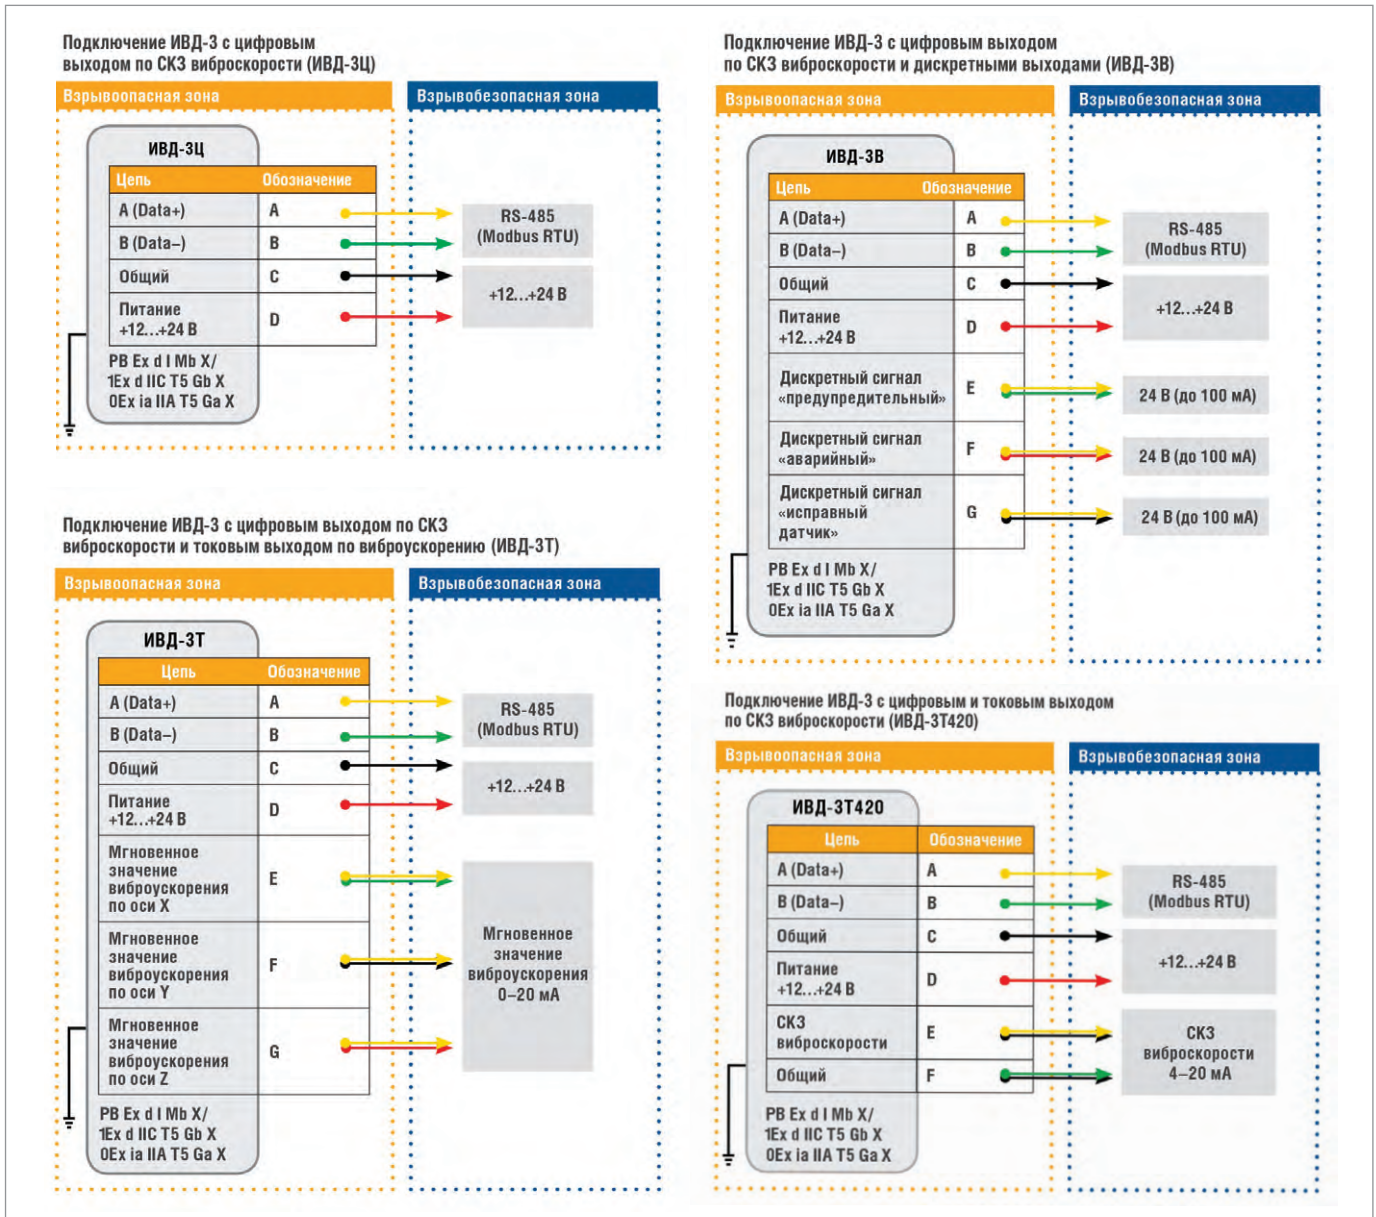 Подключение ИВД-3 с цифровым
выходом по СКЗ виброскорости (ИВД-3Ц)
Взрывоопасная зона
Взрывобезопасная зона
ИВД-3Ц
Цепь
Обозначение
A (Data+)
A
B (Data–)
B
Общий
C
Питание
+12...+24 В
D
RS-485
(Modbus RTU)
+12...+24 В
РВ Ex d I Mb X/
1Ex d IIC T5 Gb X
0Ex ia IIA T5 Ga X
Подключение ИВД-3 с цифровым выходом по СКЗ
виброскорости и токовым выходом по виброускорению (ИВД-3Т)
Взрывоопасная зона
Взрывобезопасная зона
ИВД-3Т
Цепь
Обозначение
A (Data+)
A
B (Data–)
B
Общий
C
Питание
+12...+24 В
D
Мгновенное
значение
виброускорения
по оси X
E
Мгновенное
значение
виброускорения
по оси Y
F
Мгновенное
значение
виброускорения
по оси Z
G
RS-485
(Modbus RTU)
+12...+24 В
Мгновенное
значение
виброускорения
0–20 мА
РВ Ex d I Mb X/
1Ex d IIC T5 Gb X
0Ex ia IIA T5 Ga X
Подключение ИВД-3 с цифровым выходом
по СКЗ виброскорости и дискретными выходами (ИВД-3В)
Взрывоопасная зона
Взрывобезопасная зона
ИВД-3В
Цепь
Обозначение
A (Data+)
A
B (Data–)
B
Общий
C
Питание
+12...+24 В
D
Дискретный сигнал
«предупредительный»
E
Дискретный сигнал
«аварийный»
F
Дискретный сигнал
«исправный
датчик»
G
RS-485
(Modbus RTU)
+12...+24 В
24 В (до 100 мА)
24 В (до 100 мА)
24 В (до 100 мА)
РВ Ex d I Mb X/
1Ex d IIC T5 Gb X
0Ex ia IIA T5 Ga X
Подключение ИВД-3 с цифровым и токовым выходом
по СКЗ виброскорости (ИВД-3Т420)
Взрывоопасная зона
Взрывобезопасная зона
ИВД-3Т420
Цепь
Обозначение
A (Data+)
A
B (Data–)
B
Общий
C
Питание
+12...+24 В
D
СКЗ
виброскорости
E
Общий
F
RS-485
(Modbus RTU)
+12...+24 В
СКЗ
виброскорости
4–20 мА
РВ Ex d I Mb X/
1Ex d IIC T5 Gb X
0Ex ia IIA T5 Ga X